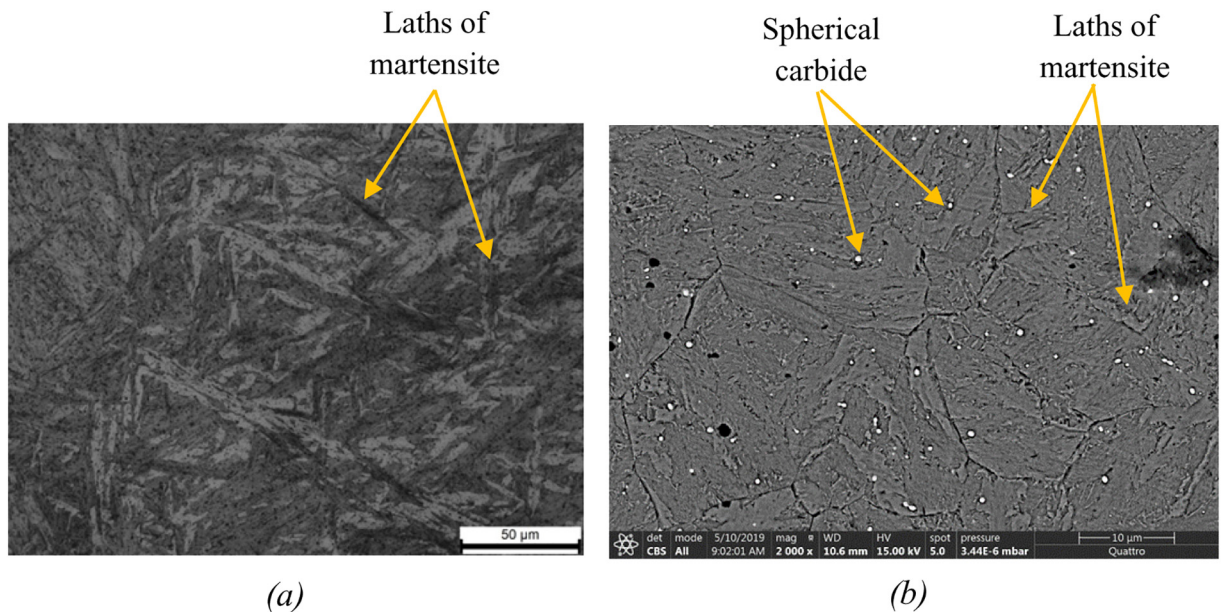 Laths of
martensite
Spherical
carbide
Laths of
martensite
50 µm
det mode 5/10/2019 mag WD HV spot pressure
CBS All 9:02:01 AM 2 000 x 10.6 mm 15.00 kV 5.0 3.44E-6 mbar
10 µm
Quattro
(a)
(b)